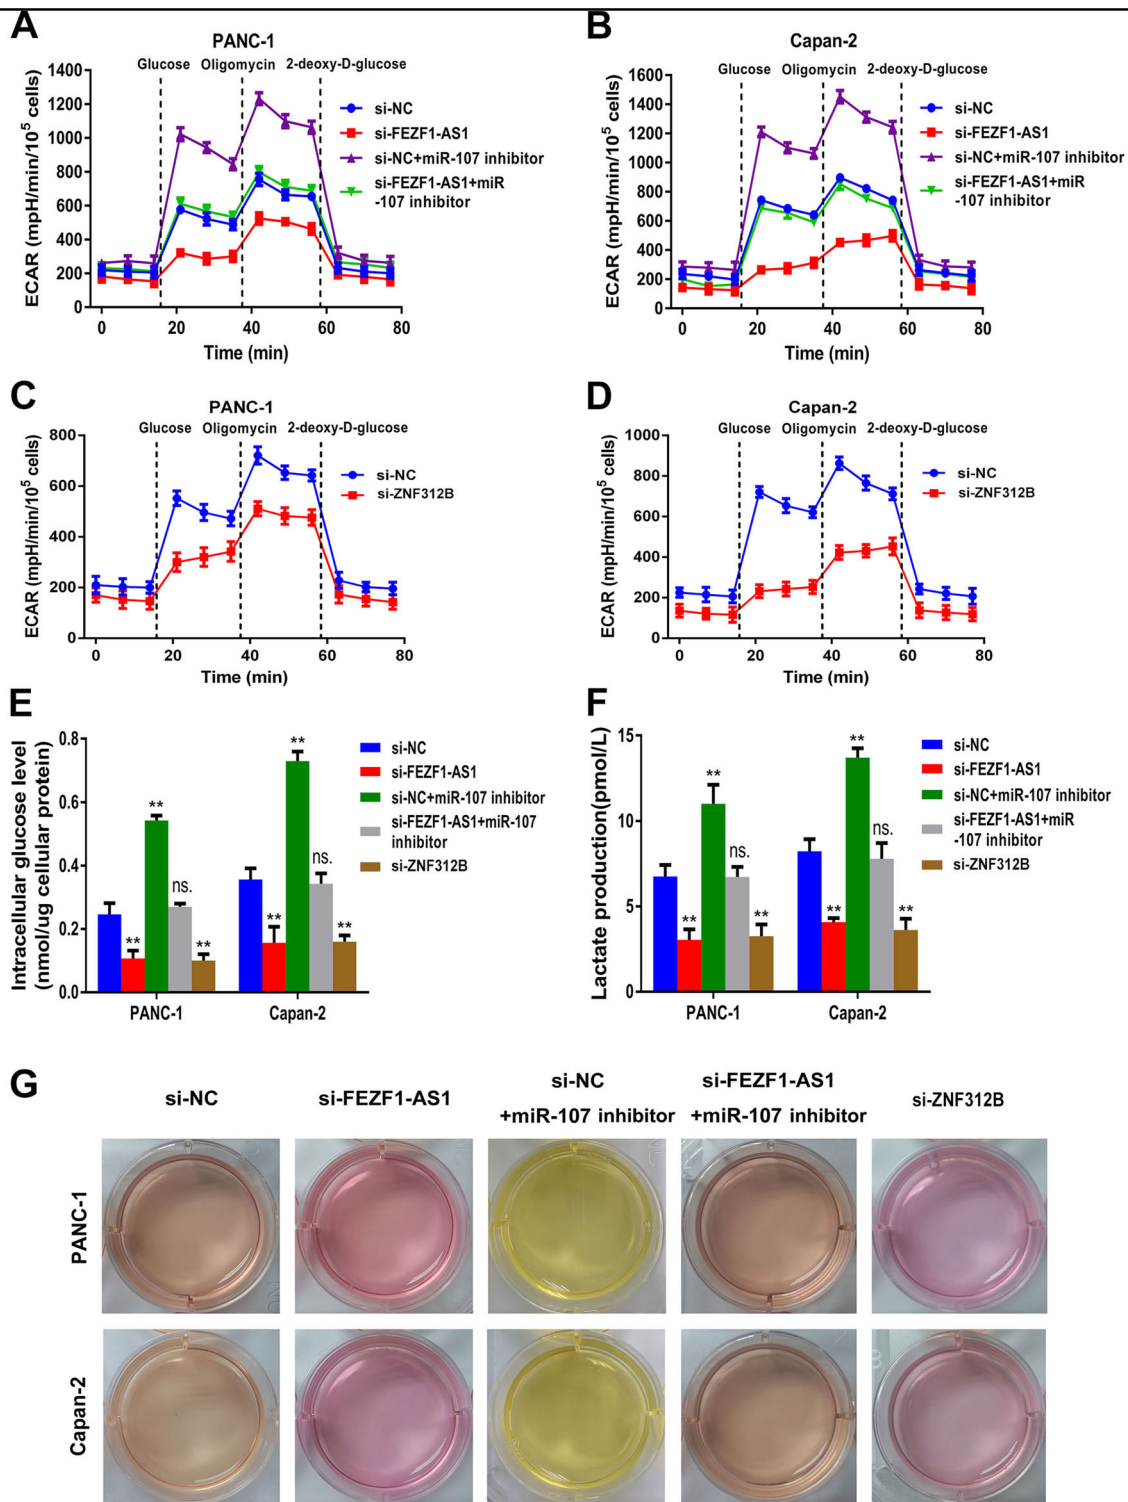 A
PANC-1
Glucose Oligomycin 2-deoxy-D-glucose
ECAR (mpH/min/10⁵ cells)
1400
1200
1000
800
600
400
200
0
0 20 40 60 80
Time (min)
si-NC
si-FEZF1-AS1
si-NC+miR-107 inhibitor
si-FEZF1-AS1+miR
-107 inhibitor
B
Capan-2
Glucose Oligomycin 2-deoxy-D-glucose
ECAR (mpH/min/10⁵ cells)
1600
1400
1200
1000
800
600
400
200
0
0 20 40 60 80
Time (min)
si-NC
si-FEZF1-AS1
si-NC+miR-107 inhibitor
si-FEZF1-AS1+miR
-107 inhibitor
C
PANC-1
Glucose Oligomycin 2-deoxy-D-glucose
ECAR (mpH/min/10⁵ cells)
800
600
400
200
0
0 20 40 60 80
Time (min)
si-NC
si-ZNF312B
D
Capan-2
Glucose Oligomycin 2-deoxy-D-glucose
ECAR (mpH/min/10⁵ cells)
1000
800
600
400
200
0
0 20 40 60 80
Time (min)
si-NC
si-ZNF312B
E
Intracellular glucose level
(nmol/ug cellular protein)
0.8
0.6
0.4
0.2
0.0
** ** ns. **
** ** ns. **
PANC-1 Capan-2
si-NC
si-FEZF1-AS1
si-NC+miR-107 inhibitor
si-FEZF1-AS1+miR-107
inhibitor
si-ZNF312B
F
Lactate production(pmol/L)
15
10
5
0
** ** ns. **
** ** ns. **
PANC-1 Capan-2
si-NC
si-FEZF1-AS1
si-NC+miR-107 inhibitor
si-FEZF1-AS1+miR
-107 inhibitor
si-ZNF312B
G
si-NC
si-FEZF1-AS1
si-NC
+miR-107 inhibitor
si-FEZF1-AS1
+miR-107 inhibitor
si-ZNF312B
PANC-1
Capan-2